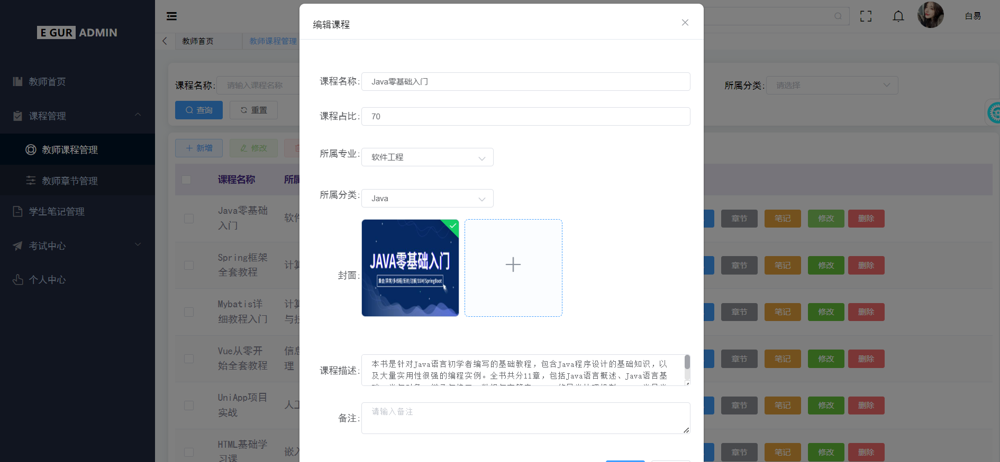 E GUR ADMIN
教师首页
课程管理
教师课程管理
教师章节管理
学生笔记管理
考试中心
个人中心
白易
教师首页
教师课程管理
课程名称:
请输入课程名称
所属分类:
请选择
查询
重置
新增
修改
课程名称
所属
Java零基础
入门
软件
章节
笔记
修改
删除
Spring框架
全套教程
计算
章节
笔记
修改
删除
Mybatis详
细教程入门
计算
与技
章节
笔记
修改
删除
Vue从零开
始全套教程
信息
理
章节
笔记
修改
删除
UniApp项目
实战
人工
章节
笔记
修改
删除
HTML基础学
习课
嵌入
章节
笔记
修改
删除
编辑课程
课程名称:
Java零基础入门
课程占比:
70
所属专业:
软件工程
所属分类:
Java
封面:
JAVA零基础入门
集合/异常/多线程/反射/注解/SSM/SpringBoot
课程描述:
本书是针对Java语言初学者编写的基础教程，包含Java程序设计的基础知识，以
及大量实用性很强的编程实例。全书共分11章，包括Java语言概述、Java语言基
备注:
请输入备注